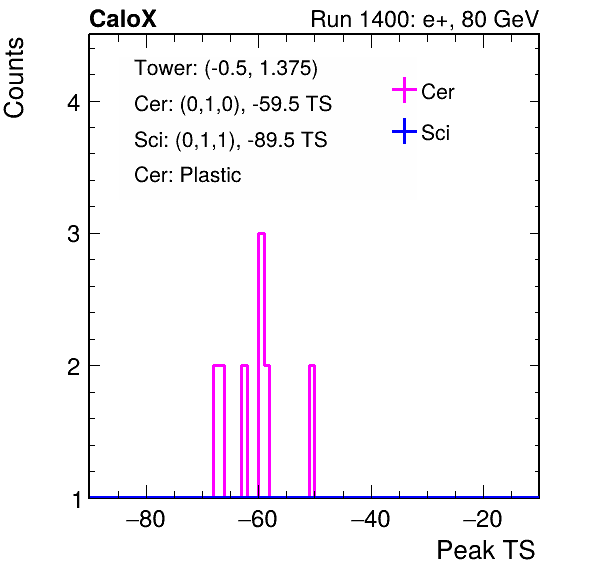 CaloX Run 1400: e+, 80 GeV
Tower: (-0.5, 1.375)
Cer: (0,1,0), -59.5 TS
Sci: (0,1,1), -89.5 TS
Cer: Plastic
Cer
Sci
Counts
4
3
2
1
−80 −60 −40 −20
Peak TS